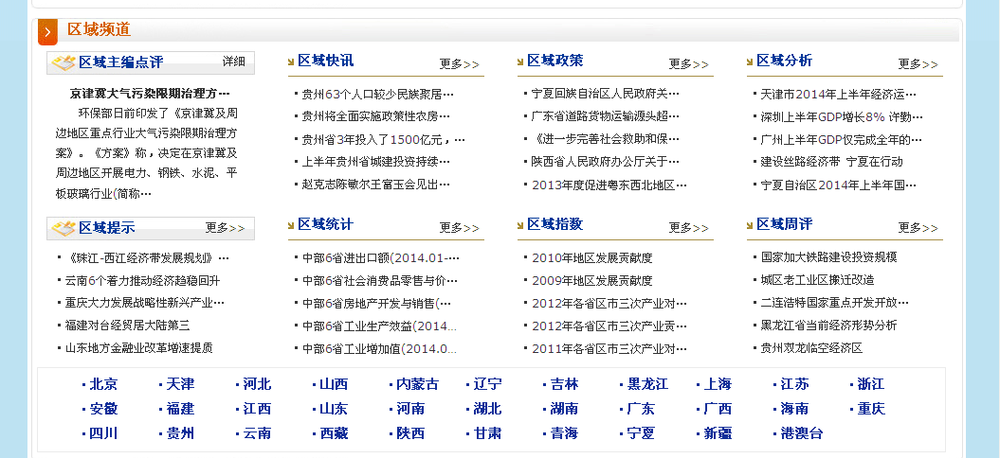 区域频道
区域主编点评 详细
京津冀大气污染限期治理方…
环保部日前印发了《京津冀及周
边地区重点行业大气污染限期治理方
案》。《方案》称，决定在京津冀及
周边地区开展电力、钢铁、水泥、平
板玻璃行业(简称…
区域快讯 更多>>
· 贵州63个人口较少民族聚居…
· 贵州将全面实施政策性农房…
· 贵州省3年投入了1500亿元，…
· 上半年贵州省城建投资持续…
· 赵克志陈敏尔王富玉会见出…
区域政策 更多>>
· 宁夏回族自治区人民政府关…
· 广东省道路货物运输源头超…
· 《进一步完善社会救助和保…
· 陕西省人民政府办公厅关于…
· 2013年度促进粤东西北地区…
区域分析 更多>>
· 天津市2014年上半年经济运…
· 深圳上半年GDP增长8% 许勤…
· 广州上半年GDP仅完成全年的…
· 建设丝路经济带 宁夏在行动
· 宁夏自治区2014年上半年国…
区域提示 更多>>
· 《珠江-西江经济带发展规划》…
· 云南6个着力推动经济趋稳回升
· 重庆大力发展战略性新兴产业…
· 福建对台经贸居大陆第三
· 山东地方金融业改革增速提质
区域统计 更多>>
· 中部6省进出口额(2014.01-…
· 中部6省社会消费品零售与价…
· 中部6省房地产开发与销售(…
· 中部6省工业生产效益(2014...
· 中部6省工业增加值(2014.0...
区域指数 更多>>
· 2010年地区发展贡献度
· 2009年地区发展贡献度
· 2012年各省区市三次产业对…
· 2012年各省区市三次产业贡…
· 2011年各省区市三次产业对…
区域周评 更多>>
· 国家加大铁路建设投资规模
· 城区老工业区搬迁改造
· 二连浩特国家重点开发开放…
· 黑龙江省当前经济形势分析
· 贵州双龙临空经济区
· 北京 · 天津 · 河北 · 山西 · 内蒙古 · 辽宁 · 吉林 · 黑龙江 · 上海 · 江苏 · 浙江
· 安徽 · 福建 · 江西 · 山东 · 河南 · 湖北 · 湖南 · 广东 · 广西 · 海南 · 重庆
· 四川 · 贵州 · 云南 · 西藏 · 陕西 · 甘肃 · 青海 · 宁夏 · 新疆 · 港澳台